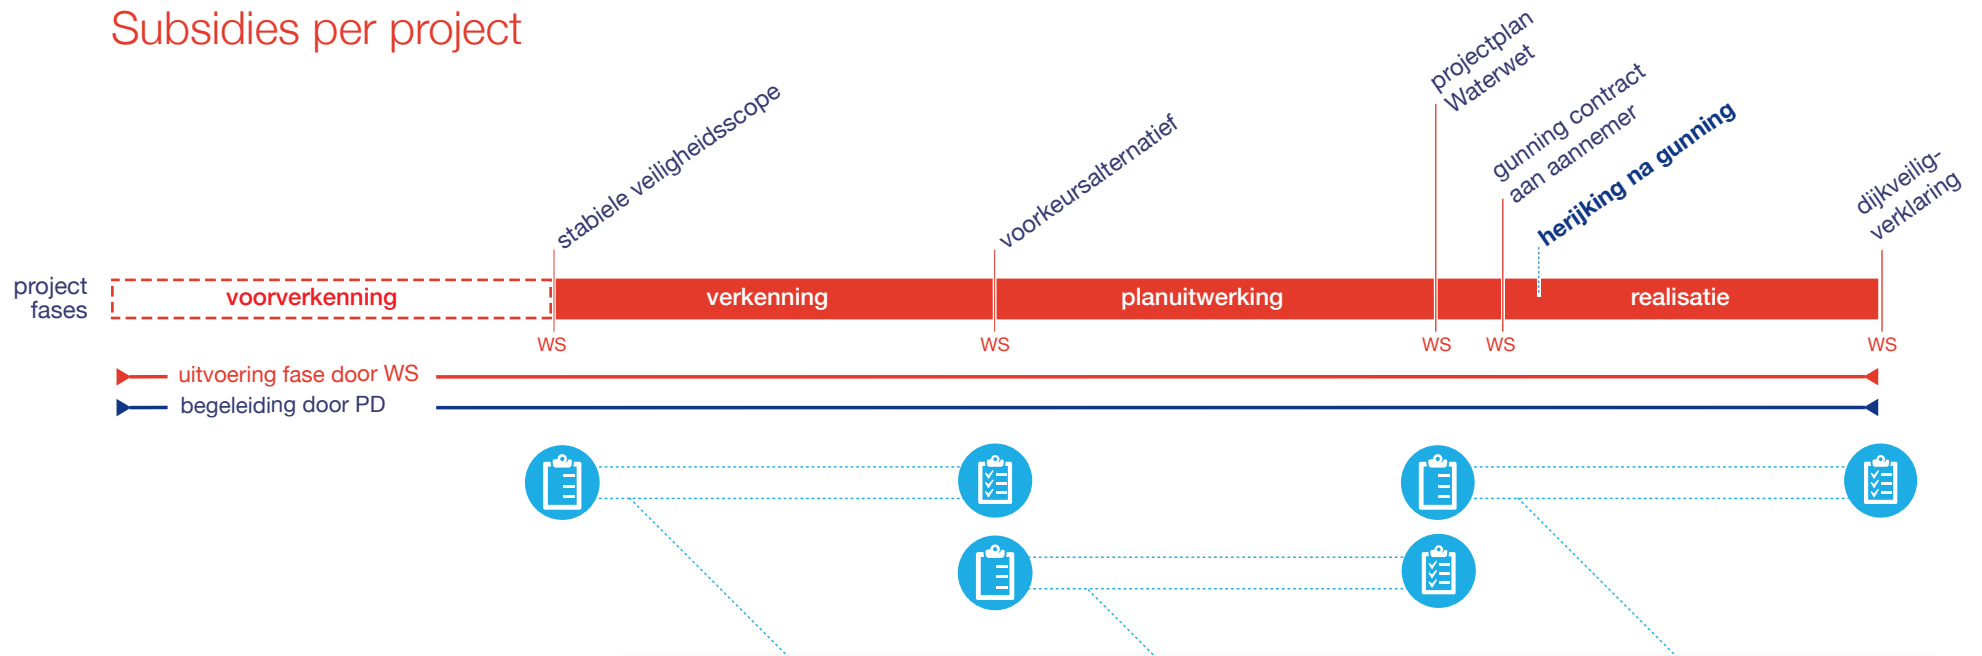 Subsidies per project
projectplan
Waterwet
stabiele veiligheidsscope
voorkeursalternatief
gunning contract
aan aannemer
herijking na gunning
dijkveilig-
verklaring
project
fases
voorverkenning
verkenning
planuitwerking
realisatie
WS
WS
WS
WS
WS
uitvoering fase door WS
begeleiding door PD